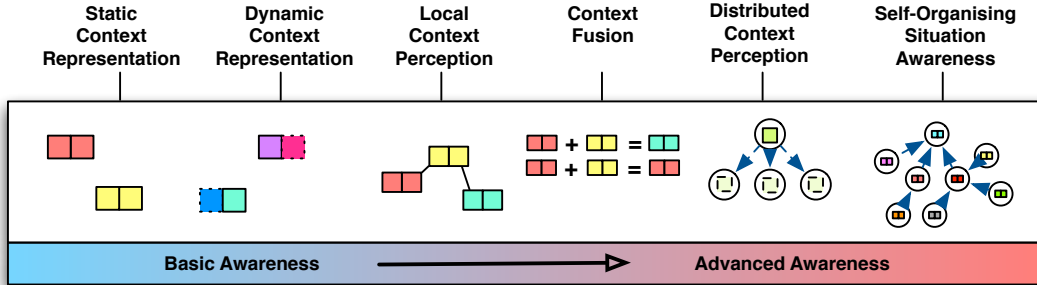 Static
Context
Representation
Dynamic
Context
Representation
Local
Context
Perception
Context
Fusion
Distributed
Context
Perception
Self-Organising
Situation
Awareness
+ =
+ =
Basic Awareness
Advanced Awareness